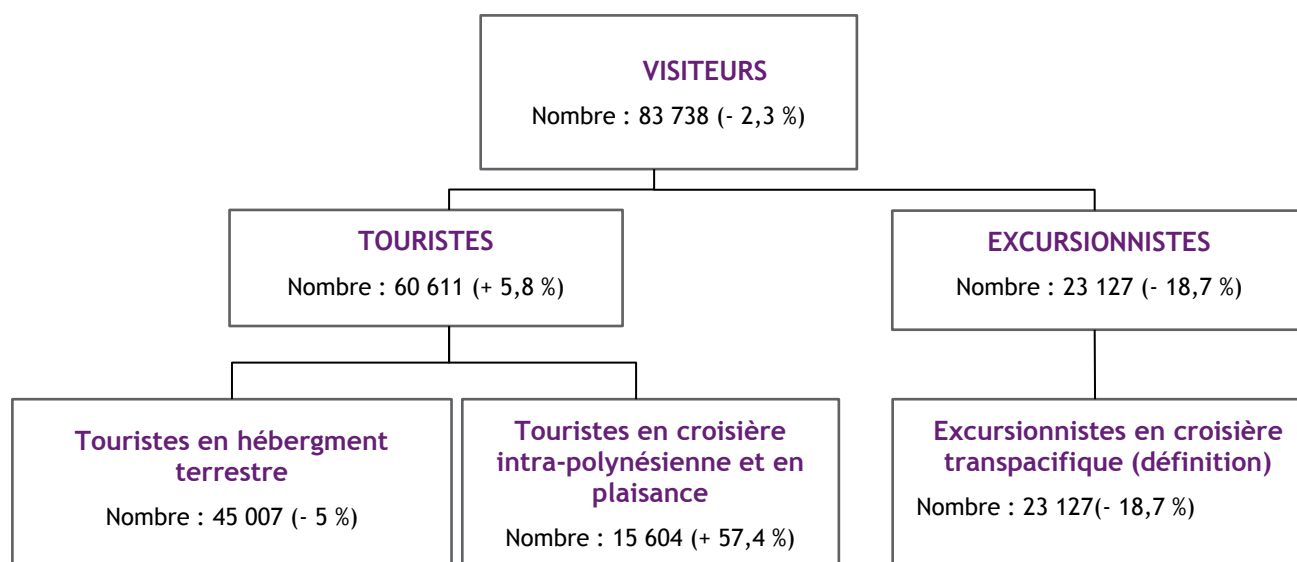 VISITEURS
Nombre : 83 738 (- 2,3 %)
TOURISTES
Nombre : 60 611 (+ 5,8 %)
EXCURSIONNISTES
Nombre : 23 127 (- 18,7 %)
Touristes en hébergment
terrestre
Nombre : 45 007 (- 5 %)
Touristes en croisière
intra-polynésienne et en
plaisance
Nombre : 15 604 (+ 57,4 %)
Excursionnistes en croisière
transpacifique (définition)
Nombre : 23 127(- 18,7 %)